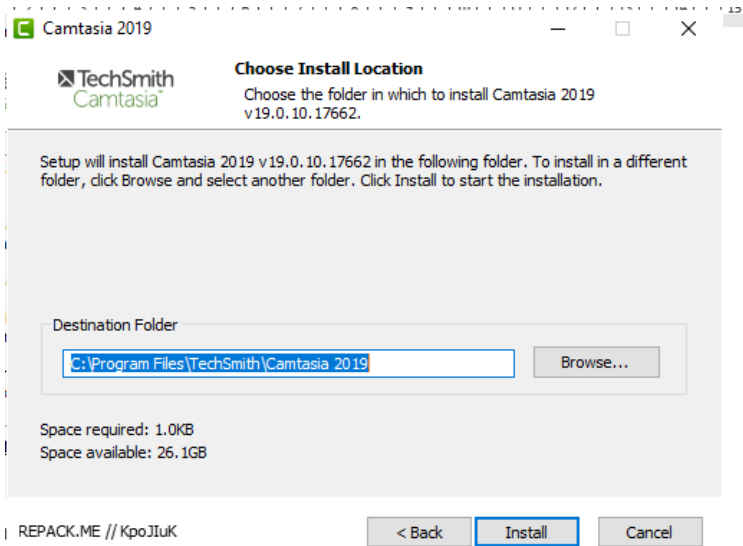 Camtasia 2019
TechSmith
Camtasia
Choose Install Location
Choose the folder in which to install Camtasia 2019
v19.0.10.17662.
Setup will install Camtasia 2019 v19.0.10.17662 in the following folder. To install in a different
folder, click Browse and select another folder. Click Install to start the installation.
Destination Folder
C:\Program Files\TechSmith\Camtasia 2019
Browse...
Space required: 1.0KB
Space available: 26.1GB
REPACK.ME // KpoJIuK
< Back
Install
Cancel